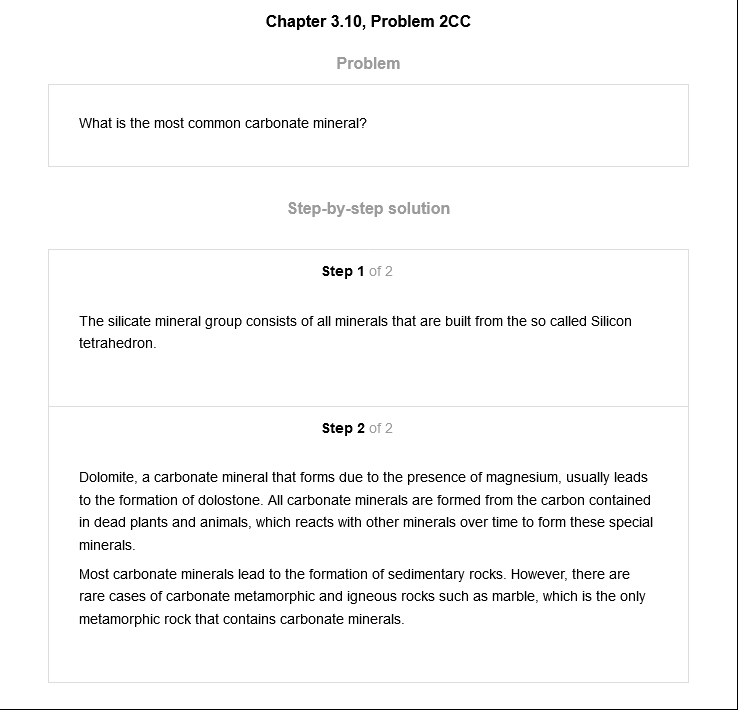 Chapter 3.10, Problem 2CC
Problem
What is the most common carbonate mineral?
Step-by-step solution
Step 1 of 2
The silicate mineral group consists of all minerals that are built from the so called Silicon
tetrahedron.
Step 2 of 2
Dolomite, a carbonate mineral that forms due to the presence of magnesium, usually leads
to the formation of dolostone. All carbonate minerals are formed from the carbon contained
in dead plants and animals, which reacts with other minerals over time to form these special
minerals.
Most carbonate minerals lead to the formation of sedimentary rocks. However, there are
rare cases of carbonate metamorphic and igneous rocks such as marble, which is the only
metamorphic rock that contains carbonate minerals.